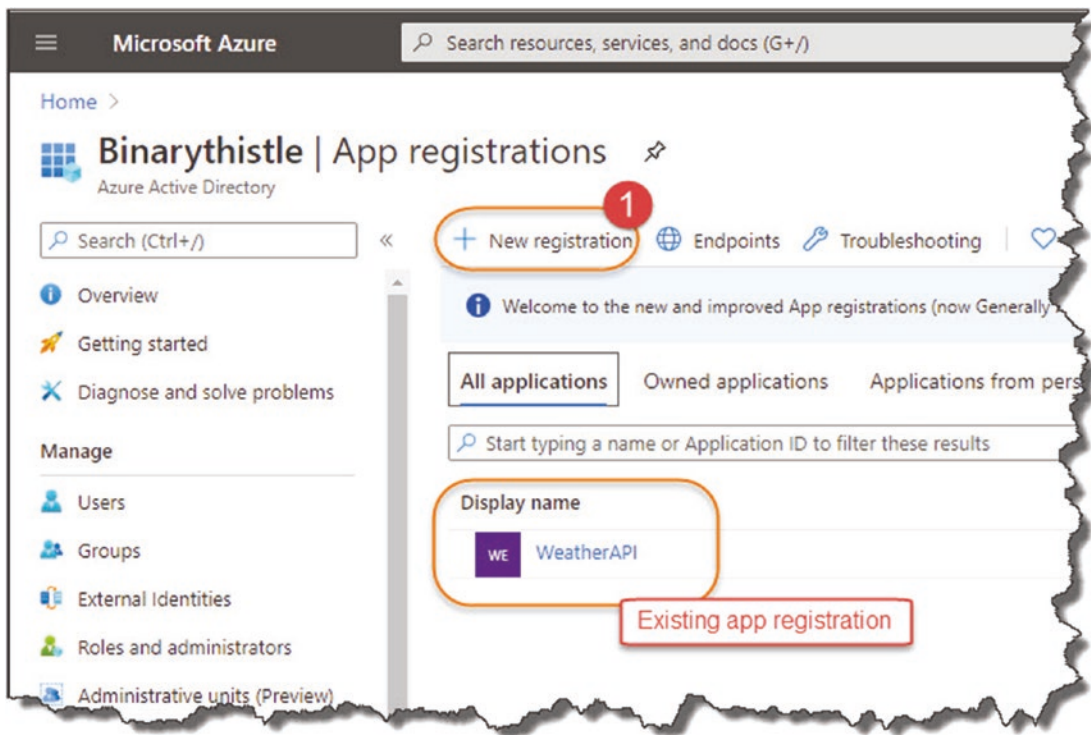 Microsoft Azure
Search resources, services, and docs (G+/)
Home >
Binarythistle | App registrations
Azure Active Directory
Search (Ctrl+/)
«
+ New registration
1
Endpoints
Troubleshooting
Overview
Getting started
Diagnose and solve problems
Welcome to the new and improved App registrations (now Generally
All applications
Owned applications
Applications from pers
Start typing a name or Application ID to filter these results
Manage
Users
Groups
External Identities
Roles and administrators
Administrative units (Preview)
Display name
WE
WeatherAPI
Existing app registration